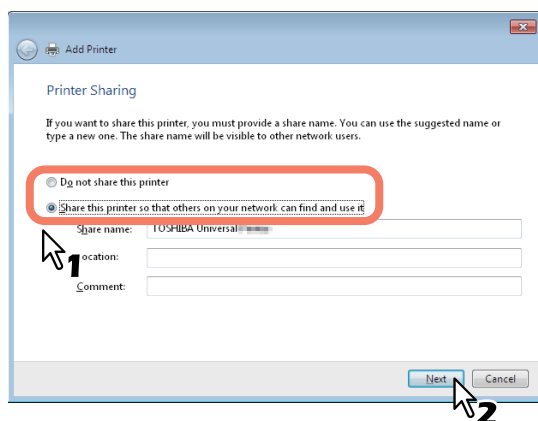 Add Printer
Printer Sharing
If you want to share this printer, you must provide a share name. You can use the suggested name or
type a new one. The share name will be visible to other network users.
Do not share this printer
Share this printer so that others on your network can find and use it
Share name: TOSHIBA Universal
1
ocation:
Comment:
Next Cancel
2